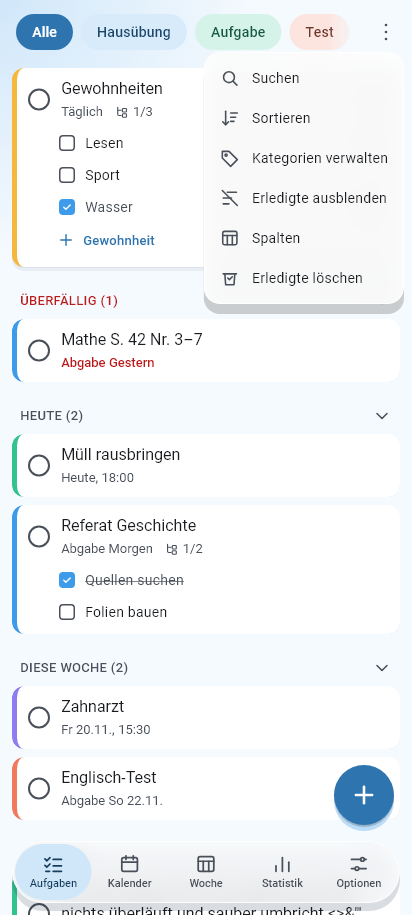 Alle Hausübung Aufgabe Test
Suchen
Sortieren
Kategorien verwalten
Erledigte ausblenden
Spalten
Erledigte löschen
Gewohnheiten
Täglich 1/3
Lesen
Sport
Wasser
+ Gewohnheit
ÜBERFÄLLIG (1)
Mathe S. 42 Nr. 3–7
Abgabe Gestern
HEUTE (2)
Müll rausbringen
Heute, 18:00
Referat Geschichte
Abgabe Morgen 1/2
Quellen suchen
Folien bauen
DIESE WOCHE (2)
Zahnarzt
Fr 20.11., 15:30
Englisch-Test
Abgabe So 22.11.
Aufgaben Kalender Woche Statistik Optionen
nichts überläuft und sauber umbricht <>&"'